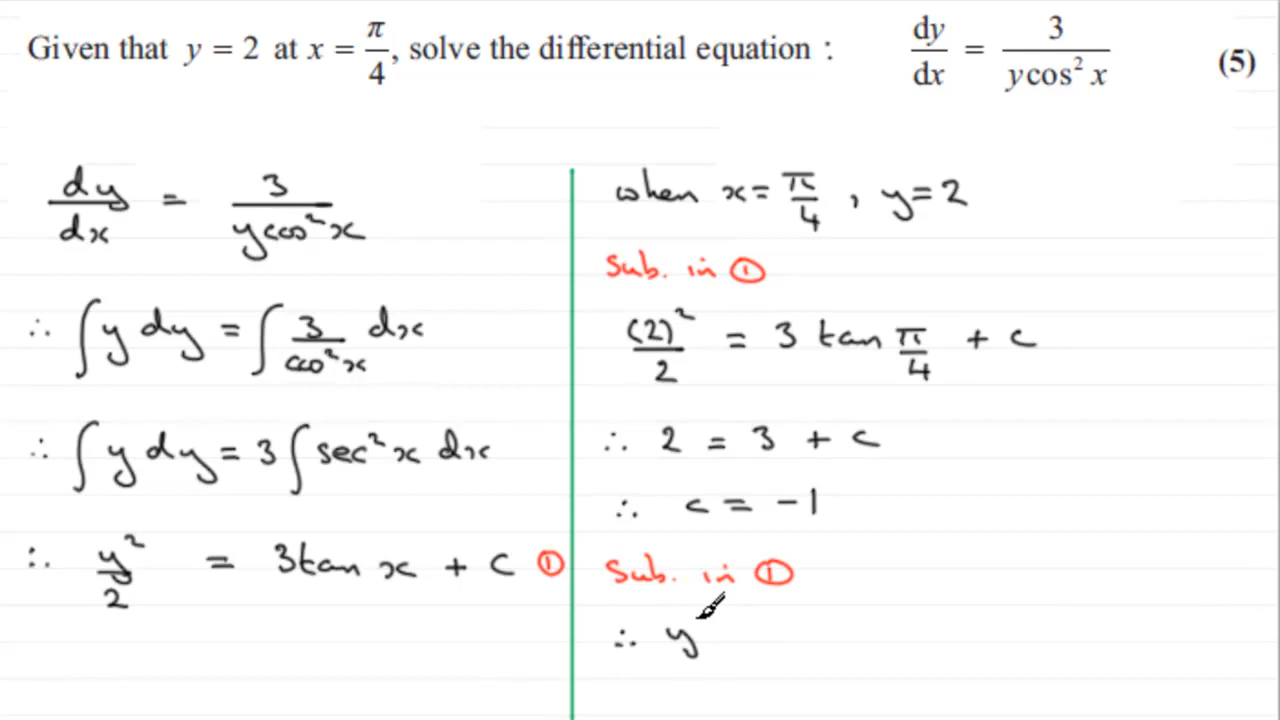 Given that y = 2 at x = π/4, solve the differential equation : dy/dx = 3/(y cos² x) (5)
dy/dx = 3/(y cos² x)
∴ ∫ y dy = ∫ 3/(cos² x) dx
∴ ∫ y dy = 3 ∫ sec² x dx
∴ y²/2 = 3 tan x + c ①
when x = π/4 , y = 2
Sub. in ①
(2)²/2 = 3 tan π/4 + c
∴ 2 = 3 + c
∴ c = -1
Sub. in ①
∴ y